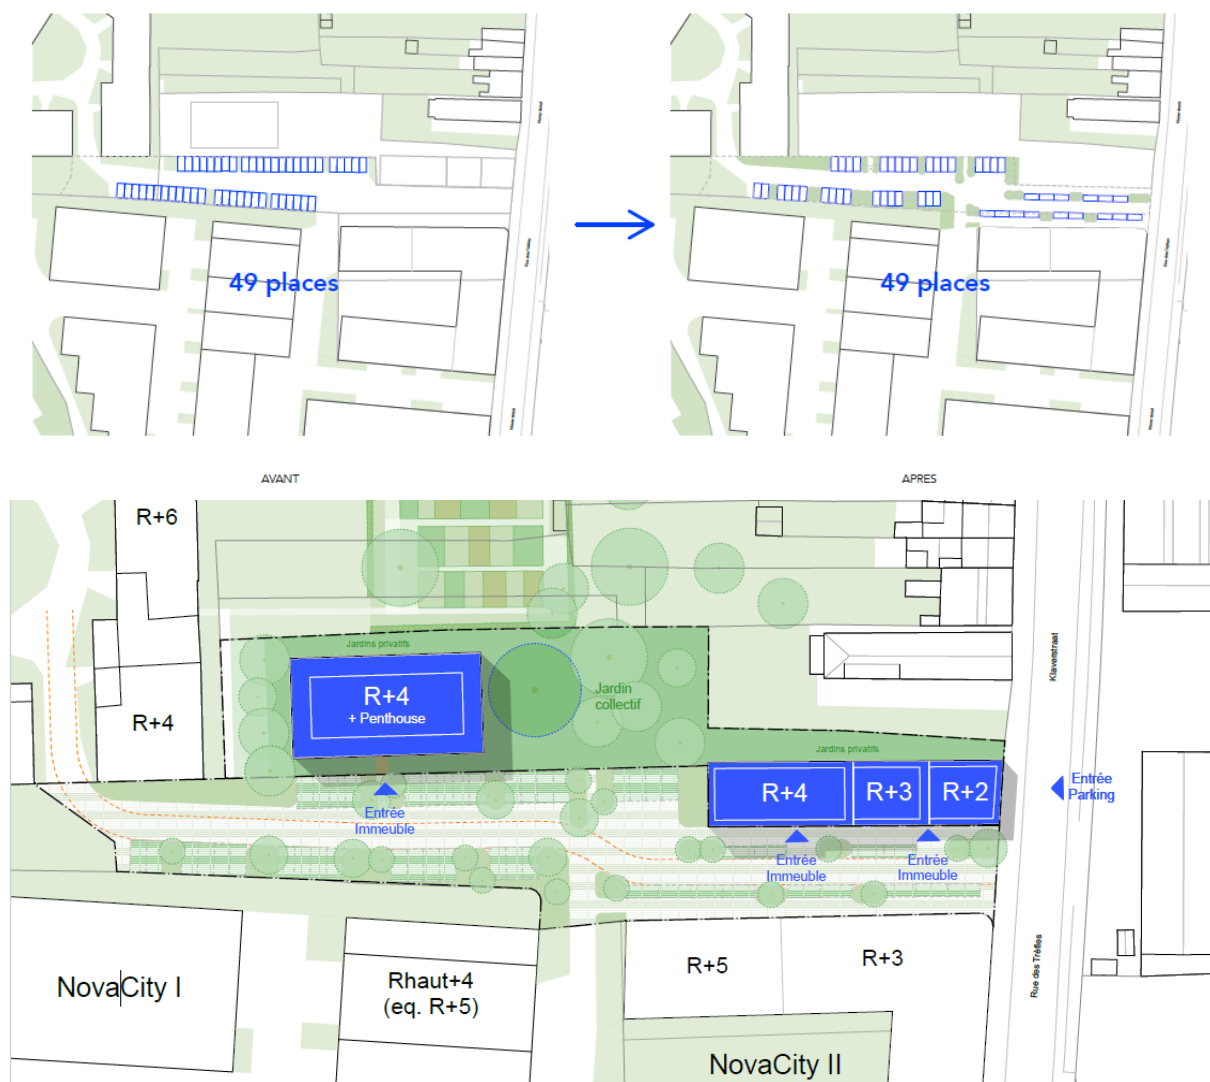 49 places
49 places
AVANT
APRES
R+6
Klaverstraat
Jardins privatifs
R+4
+ Penthouse
Jardin
collectif
R+4
Jardins privatifs
R+4
R+3
R+2
Entrée
Parking
Entrée
Immeuble
Entrée
Immeuble
Entrée
Immeuble
NovaCity I
Rhaut+4
(eq. R+5)
R+5
R+3
Rue des Trèfles
NovaCity II